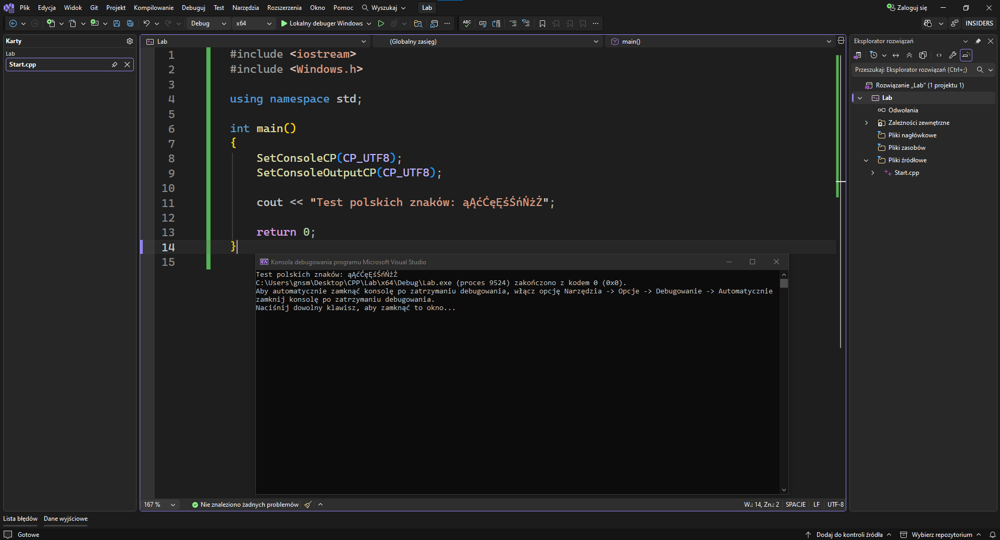 Plik Edycja Widok Git Projekt Kompilowanie Debuguj Test Narzędzia Rozszerzenia Okno Pomoc Wyszukaj Lab Zaloguj się
Debug x64 Lokalny debuger Windows ABC INSIDERS
Karty
Lab
Start.cpp
Lab (Globalny zasięg) main()
1 #include <iostream>
2 #include <Windows.h>
3
4 using namespace std;
5
6 int main()
7 {
8 SetConsoleCP(CP_UTF8);
9 SetConsoleOutputCP(CP_UTF8);
10
11 cout << "Test polskich znaków: ąĄćĆęĘśŚńŃżŻ";
12
13 return 0;
14 }
15
Konsola debugowania programu Microsoft Visual Studio
Test polskich znaków: ąĄćĆęĘśŚńŃżŻ
C:\Users\gnsm\Desktop\CPP\Lab\x64\Debug\Lab.exe (proces 9524) zakończono z kodem 0 (0x0).
Aby automatycznie zamknąć konsolę po zatrzymaniu debugowania, włącz opcję Narzędzia -> Opcje -> Debugowanie -> Automatycznie
zamknij konsolę po zatrzymaniu debugowania.
Naciśnij dowolny klawisz, aby zamknąć to okno...
Eksplorator rozwiązań
Przeszukaj: Eksplorator rozwiązań (Ctrl+;)
Rozwiązanie „Lab” (1 projektu 1)
Lab
Odwołania
Zależności zewnętrzne
Pliki nagłówkowe
Pliki zasobów
Pliki źródłowe
Start.cpp
167 % Nie znaleziono żadnych problemów W.: 14, Zn.: 2 SPACJE LF UTF-8
Lista błędów Dane wyjściowe
Gotowe Dodaj do kontroli źródła Wybierz repozytorium